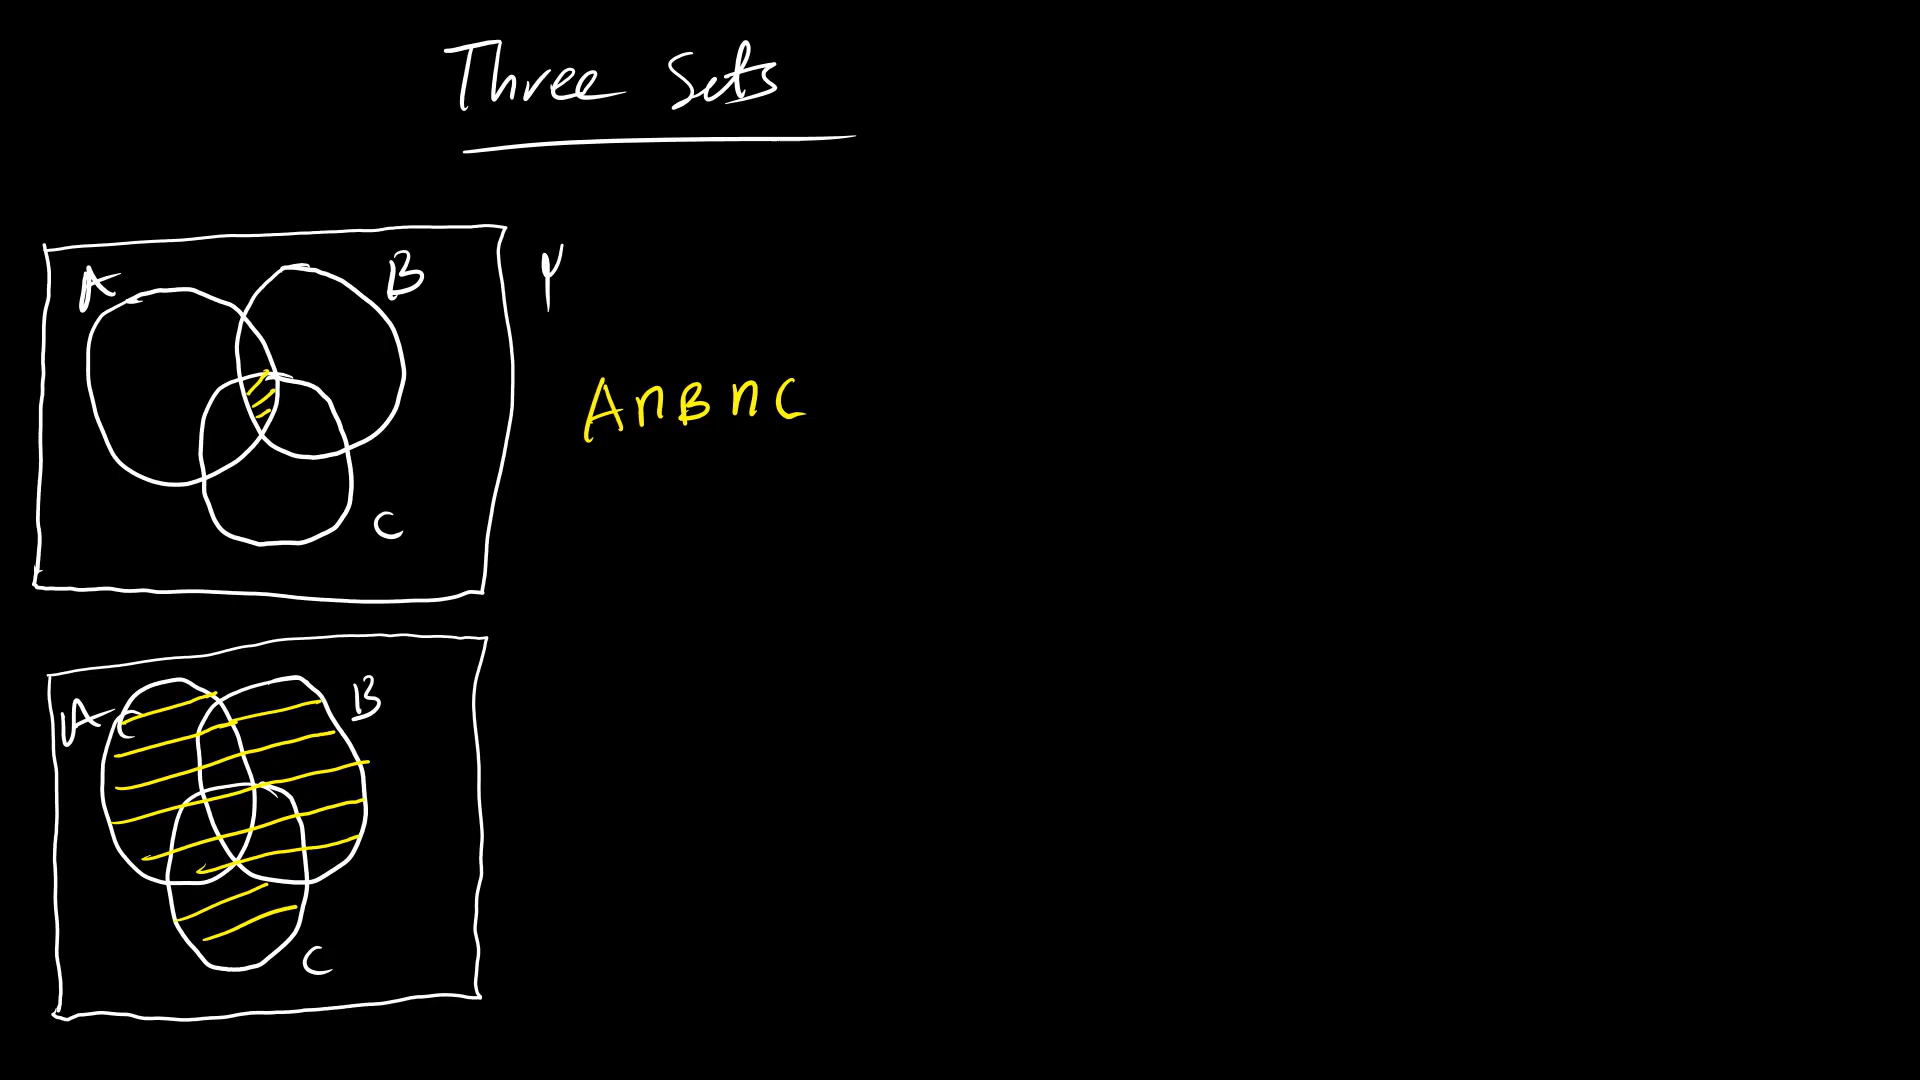 Three Sets
A B
C
A∩B∩C
A B
C